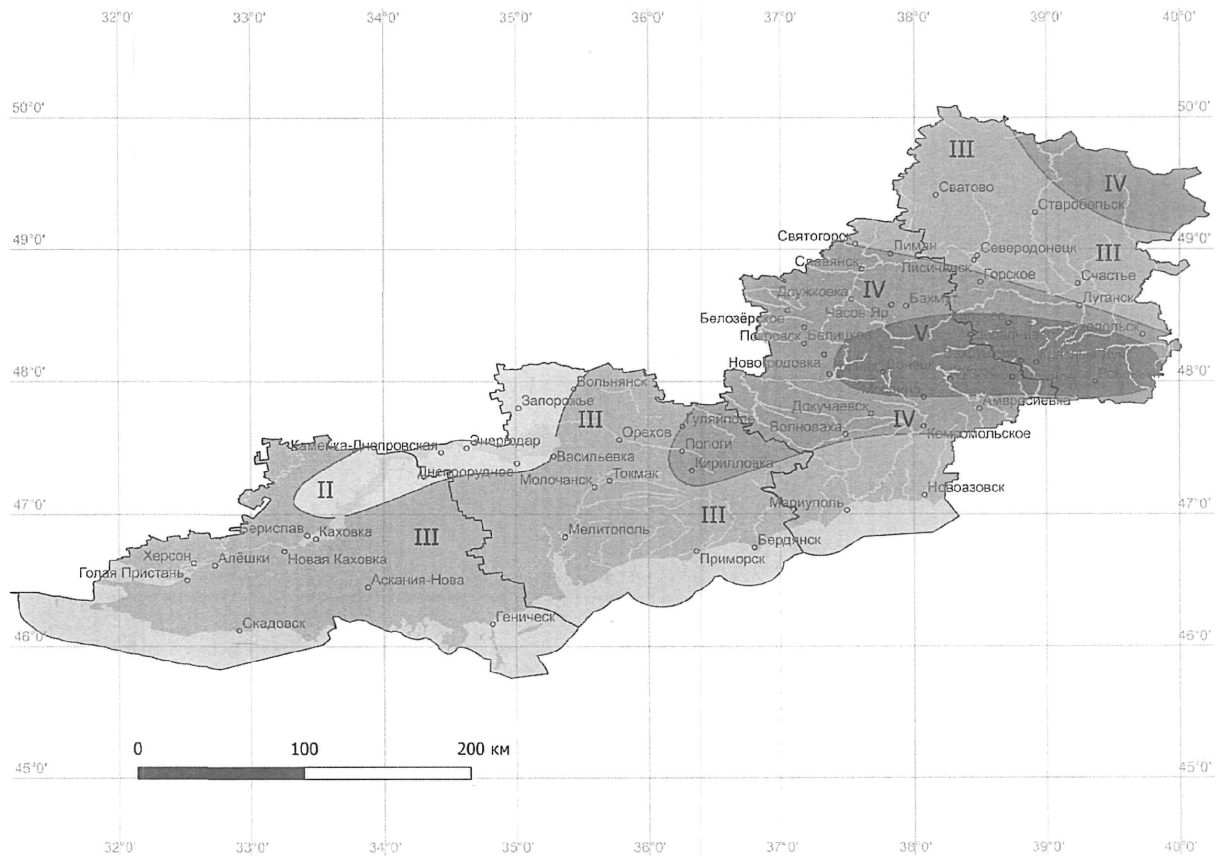 32°0' 33°0' 34°0' 35°0' 36°0' 37°0' 38°0' 39°0' 40°0'
50°0' 50°0'
III
IV
Сватово
Старобельск
49°0' 49°0'
Святогорск
Лиман
Северодонецк
III
Славянск
Лисичанск
Горское
Счастье
Дружковка
IV
Бахмут
Луганск
Белозёрское
Часов Яр
Покровск
Белицкое
V
Новогродовка
48°0' 48°0'
Вольнянск
Запорожье
III
Гуляйполе
Докучаевск
Амвросиевка
Орехов
Волноваха
IV
Комсомольское
Каменка-Днепровская
Энергодар
Пологи
Васильевка
Кирилловка
Днепрорудное
Токмак
II
Молочанск
Новоазовск
47°0' 47°0'
Мариуполь
III
Берислав
Каховка
III
Мелитополь
Бердянск
Херсон
Алёшки
Новая Каховка
Приморск
Голая Пристань
Аскания-Нова
Скадовск
Геническ
46°0' 46°0'
0 100 200 км
45°0' 45°0'
32°0' 33°0' 34°0' 35°0' 36°0' 37°0' 38°0' 39°0' 40°0'